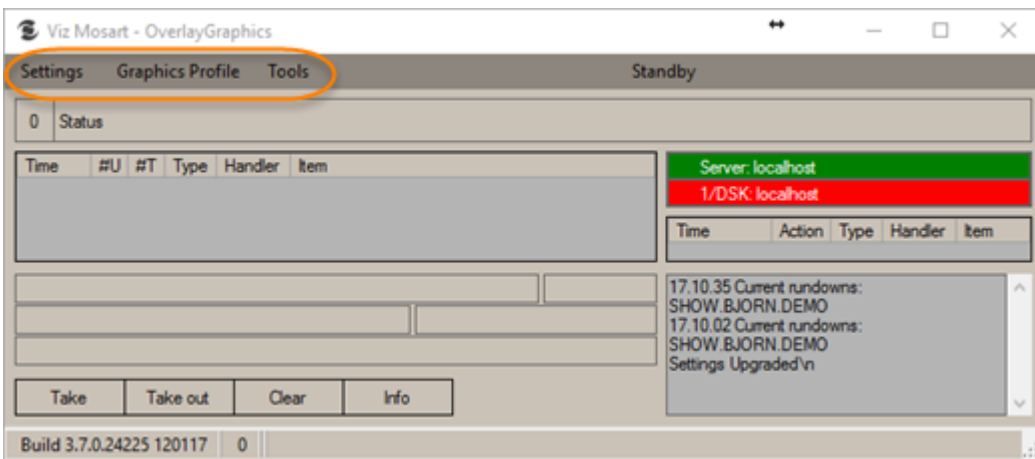 Viz Mosart - OverlayGraphics
Settings Graphics Profile Tools Standby
0 Status
Time #U #T Type Handler Item
Server: localhost
1/DSK: localhost
Time Action Type Handler Item
17.10.35 Current rundowns:
SHOW.BJORN.DEMO
17.10.02 Current rundowns:
SHOW.BJORN.DEMO
Settings Upgraded\n
Take Take out Clear Info
Build 3.7.0.24225 120117 0